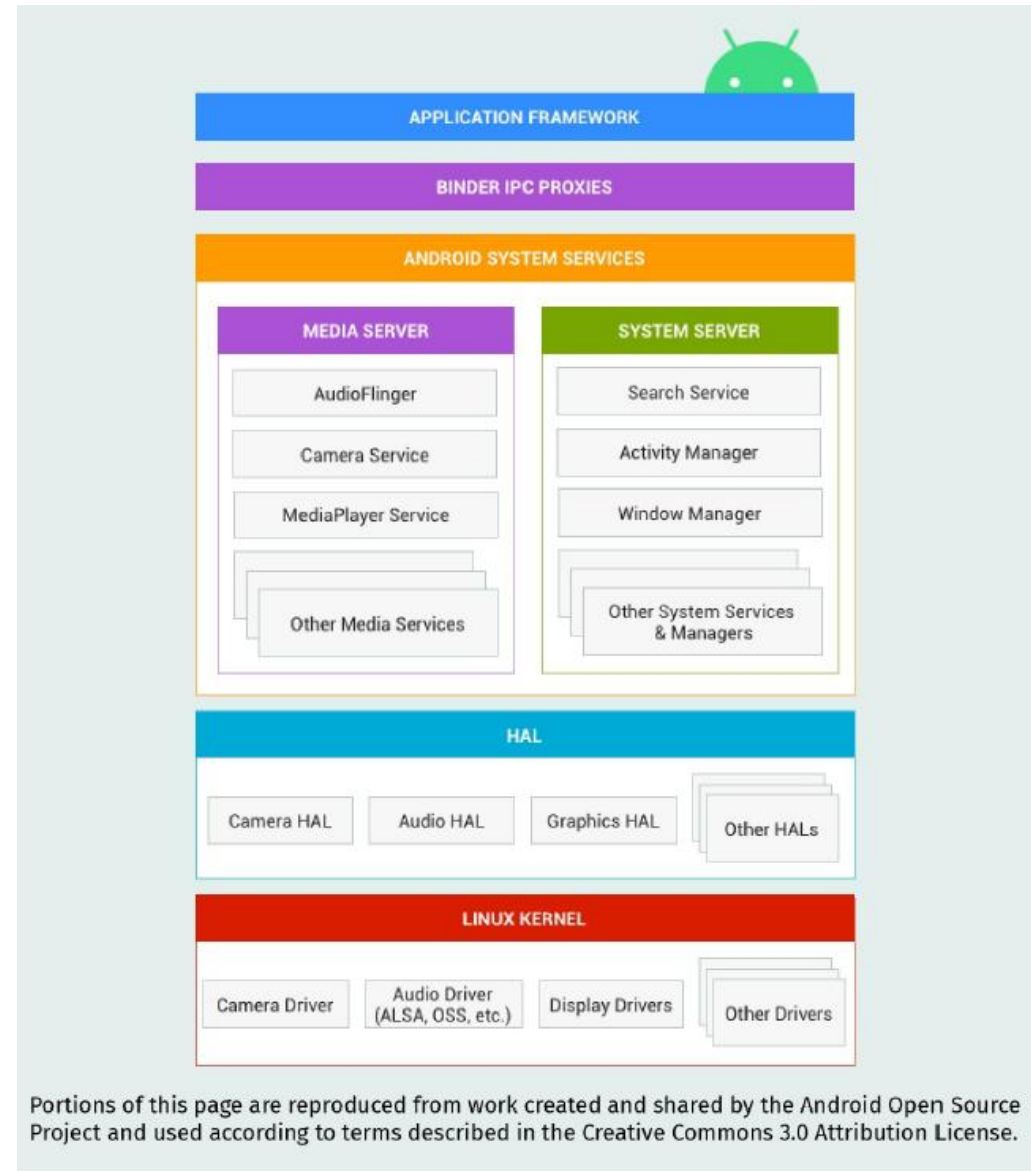 APPLICATION FRAMEWORK
BINDER IPC PROXIES
ANDROID SYSTEM SERVICES
MEDIA SERVER
AudioFlinger
Camera Service
MediaPlayer Service
Other Media Services
SYSTEM SERVER
Search Service
Activity Manager
Window Manager
Other System Services
& Managers
HAL
Camera HAL
Audio HAL
Graphics HAL
Other HALs
LINUX KERNEL
Camera Driver
Audio Driver
(ALSA, OSS, etc.)
Display Drivers
Other Drivers
Portions of this page are reproduced from work created and shared by the Android Open Source
Project and used according to terms described in the Creative Commons 3.0 Attribution License.